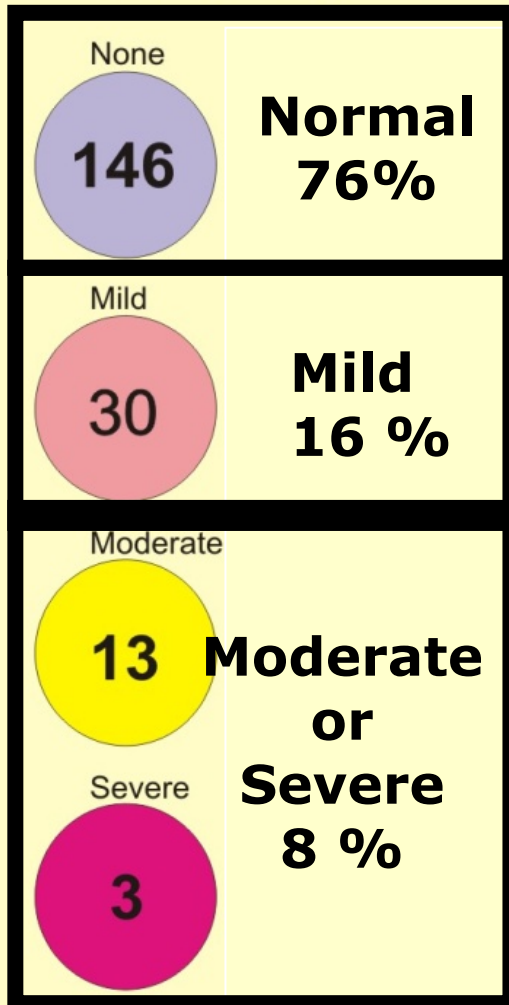 None
146
Normal
76%
Mild
30
Mild
16 %
Moderate
13
Moderate
or
Severe
8 %
Severe
3